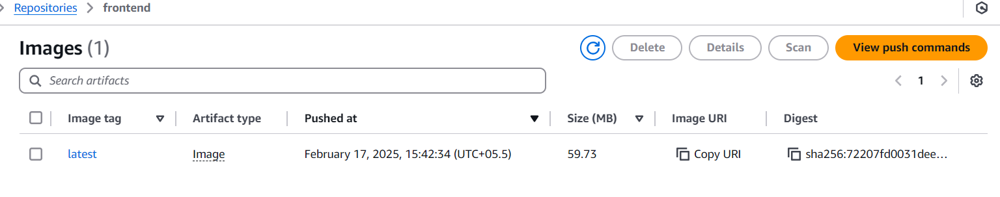 Repositories > frontend
Images (1) Delete Details Scan View push commands
Search artifacts 1
Image tag Artifact type Pushed at Size (MB) Image URI Digest
latest Image February 17, 2025, 15:42:34 (UTC+05.5) 59.73 Copy URI sha256:72207fd0031dee...